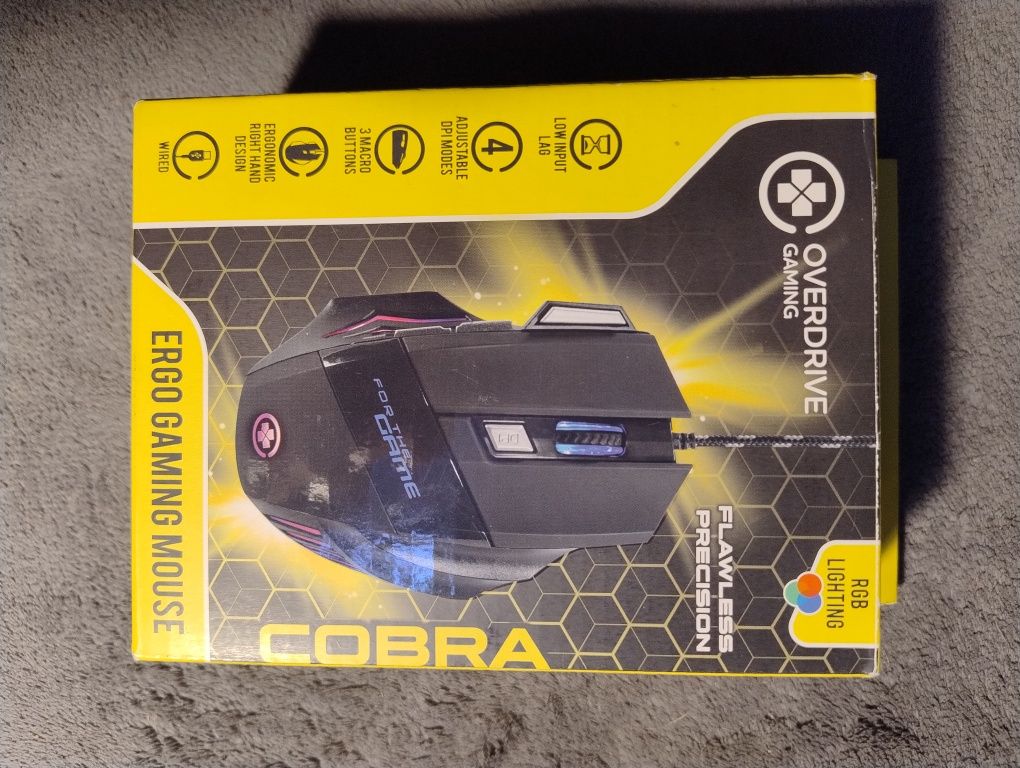 OVERDRIVE
GAMING
RGB
LIGHTING
FLAWLESS
PRECISION
LOW INPUT
LAG
4
ADJUSTABLE
DPI MODES
3 MACRO
BUTTONS
ERGONOMIC
RIGHT HAND
DESIGN
WIRED
DPI
FOR THE
GAME
COBRA
ERGO GAMING MOUSE